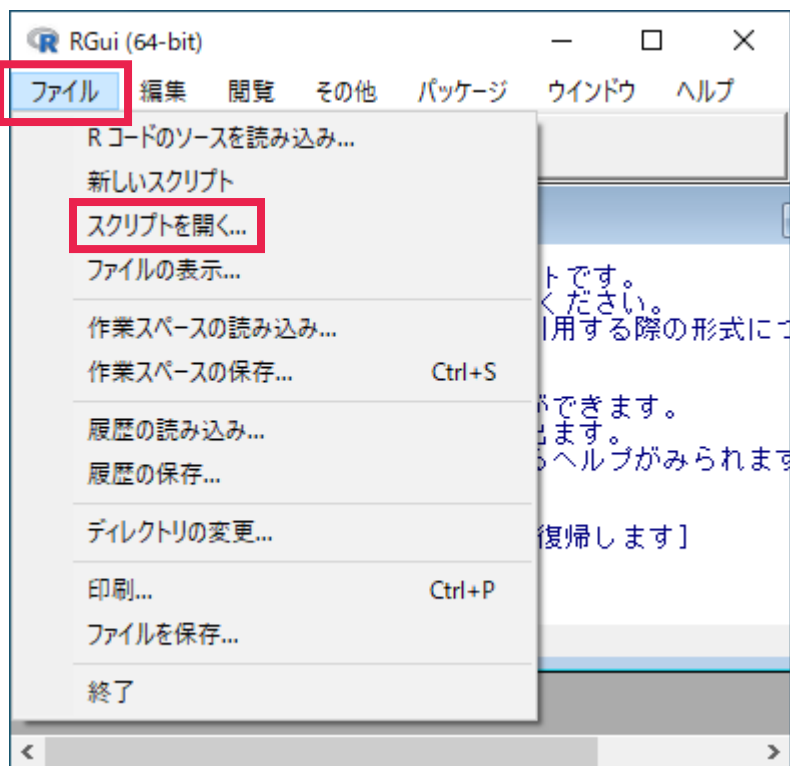 RGui (64-bit)
ファイル 編集 閲覧 その他 パッケージ ウインドウ ヘルプ
R コードのソースを読み込み...
新しいスクリプト
スクリプトを開く...
ファイルの表示...
作業スペースの読み込み...
作業スペースの保存... Ctrl+S
履歴の読み込み...
履歴の保存...
ディレクトリの変更...
印刷... Ctrl+P
ファイルを保存...
終了
トです。
ください。
用する際の形式につ
ができます。
出ます。
るヘルプがみられます
復帰します]